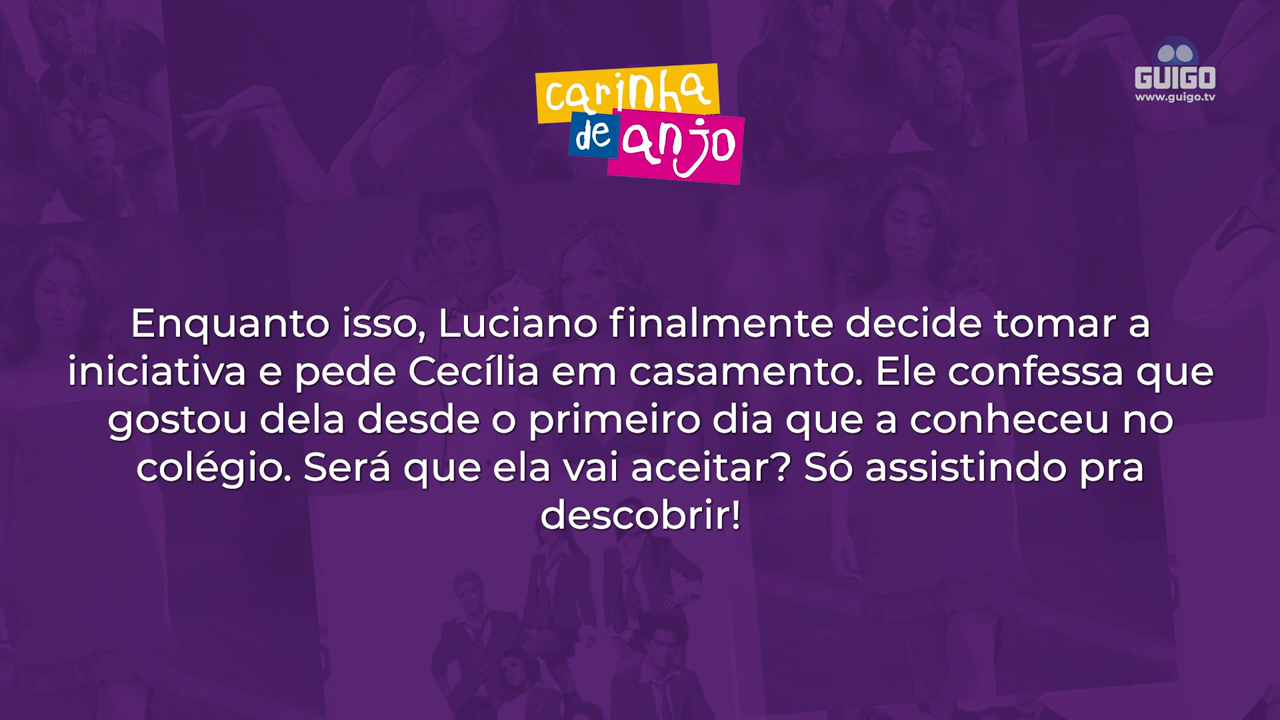 carinha
de anjo
GUIGO
www.guigo.tv
Enquanto isso, Luciano finalmente decide tomar a
iniciativa e pede Cecília em casamento. Ele confessa que
gostou dela desde o primeiro dia que a conheceu no
colégio. Será que ela vai aceitar? Só assistindo pra
descobrir!